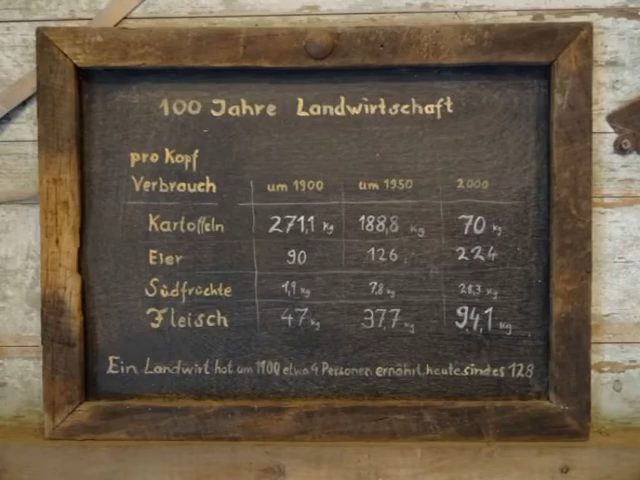 100 Jahre Landwirtschaft
pro Kopf
Verbrauch um 1900 um 1950 2000
Kartoffeln 271,1 kg 188,8 kg 70 kg
Eier 90 126 224
Südfrüchte 1,9 kg 7,8 kg 28,3 kg
Fleisch 47 kg 37,7 kg 94,1 kg
Ein Landwirt hat um 1900 etwa 4 Personen ernährt, heute sind es 128